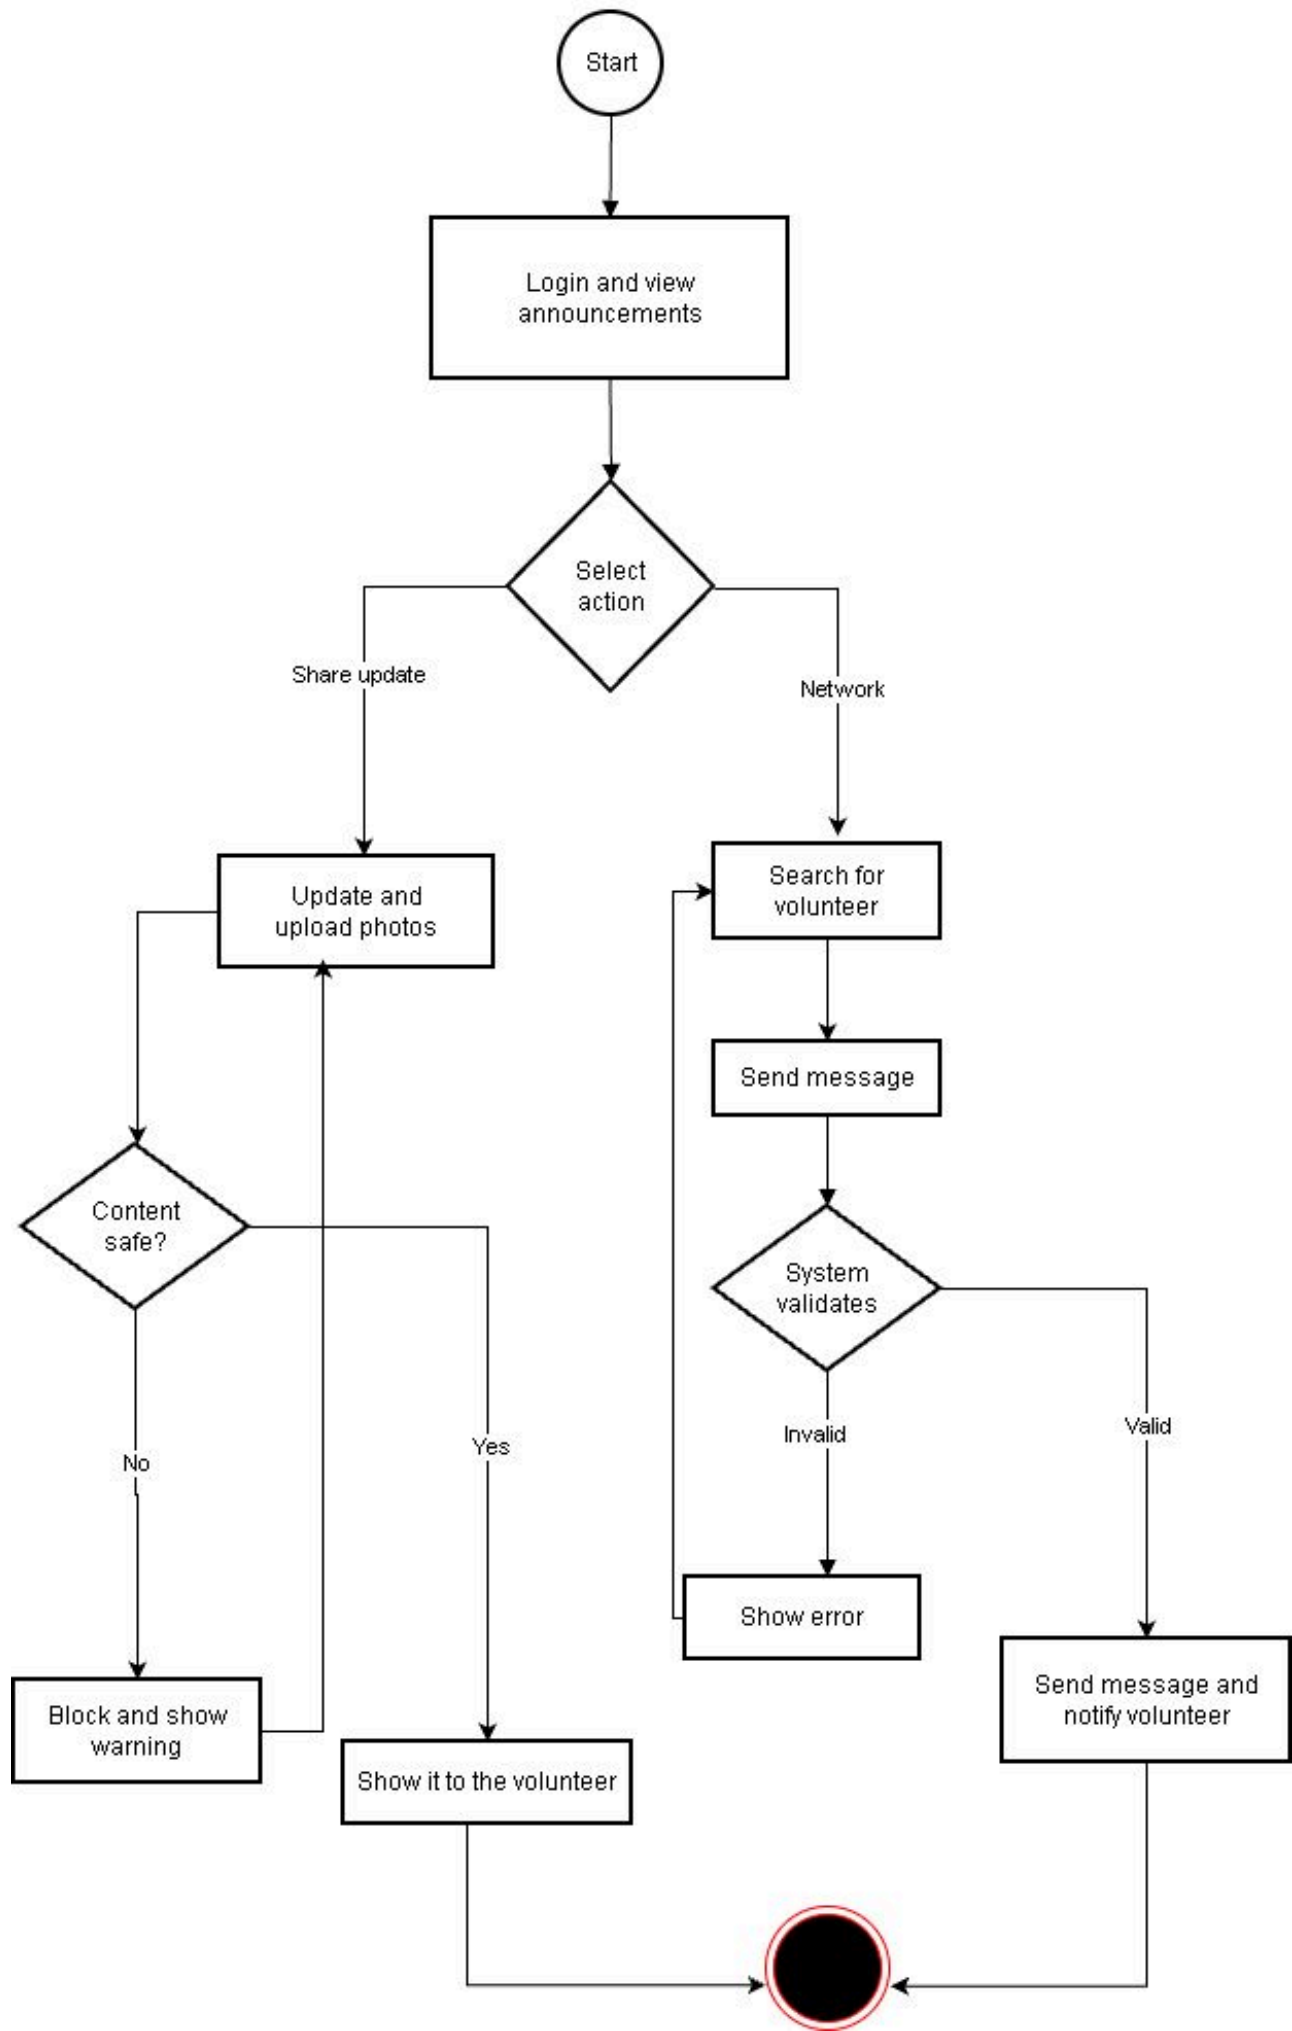 Start
Login and view
announcements
Select
action
Share update
Network
Update and
upload photos
Search for
volunteer
Send message
Content
safe?
System
validates
No
Yes
Invalid
Valid
Show error
Block and show
warning
Show it to the volunteer
Send message and
notify volunteer